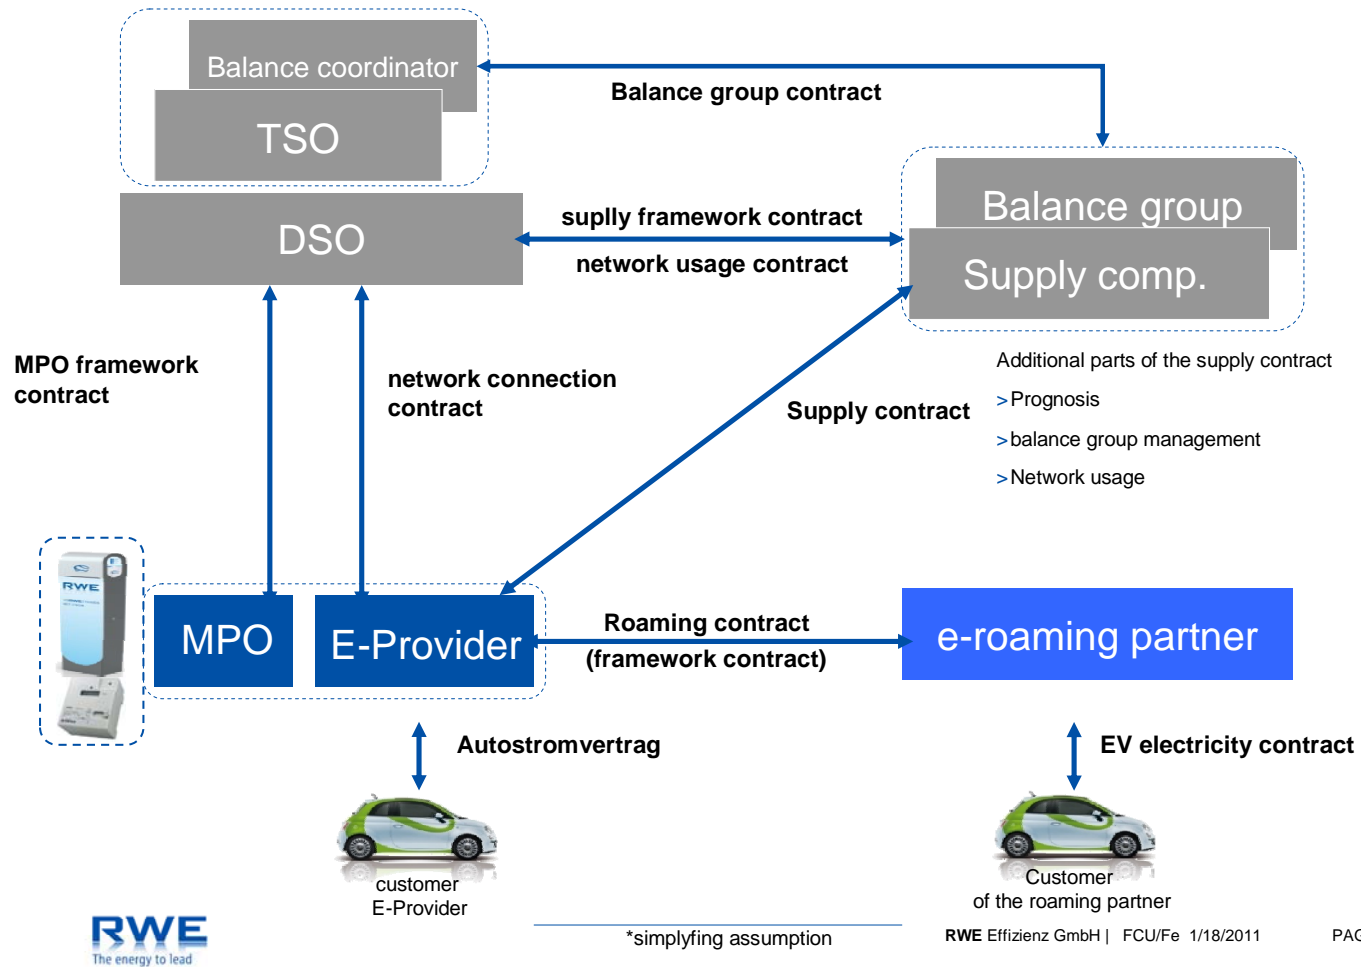 Balance coordinator
TSO
Balance group contract
DSO
suplly framework contract
network usage contract
Balance group
Supply comp.
MPO framework
contract
network connection
contract
Supply contract
Additional parts of the supply contract
>Prognosis
>balance group management
>Network usage
RWE
MPO
E-Provider
Roaming contract
(framework contract)
e-roaming partner
Autostromvertrag
EV electricity contract
customer
E-Provider
Customer
of the roaming partner
RWE
The energy to lead
*simplyfing assumption
RWE Effizienz GmbH | FCU/Fe 1/18/2011
PAG